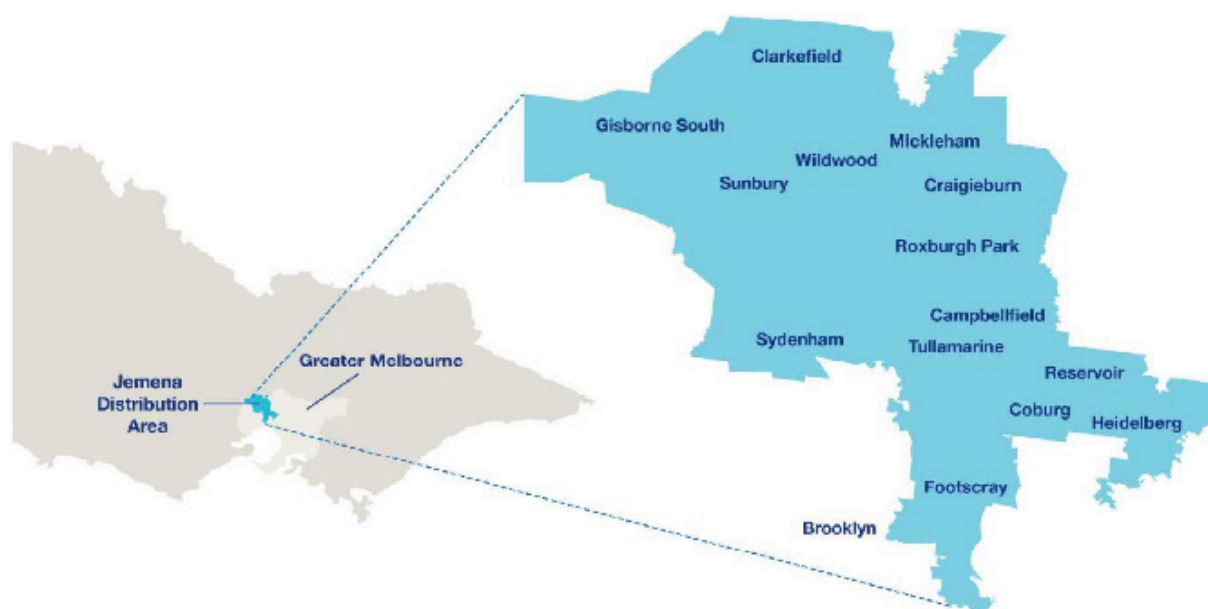 Clarkefield
Gisborne South
Mickleham
Wildwood
Sunbury
Craigieburn
Roxburgh Park
Campbellfield
Sydenham
Tullamarine
Greater Melbourne
Jemena
Distribution
Area
Reservoir
Coburg
Heidelberg
Footscray
Brooklyn